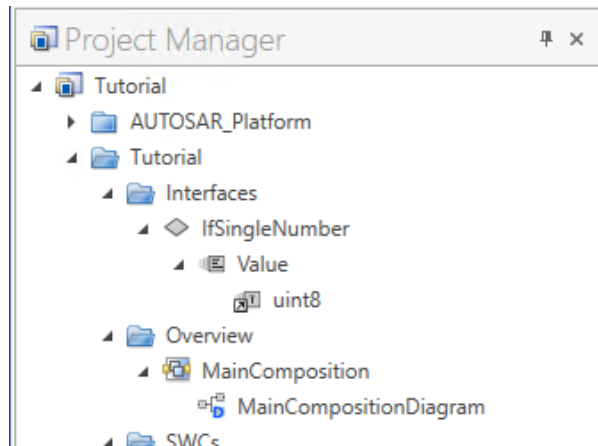 Project Manager
Tutorial
AUTOSAR_Platform
Tutorial
Interfaces
IfSingleNumber
Value
uint8
Overview
MainComposition
MainCompositionDiagram
SWCs